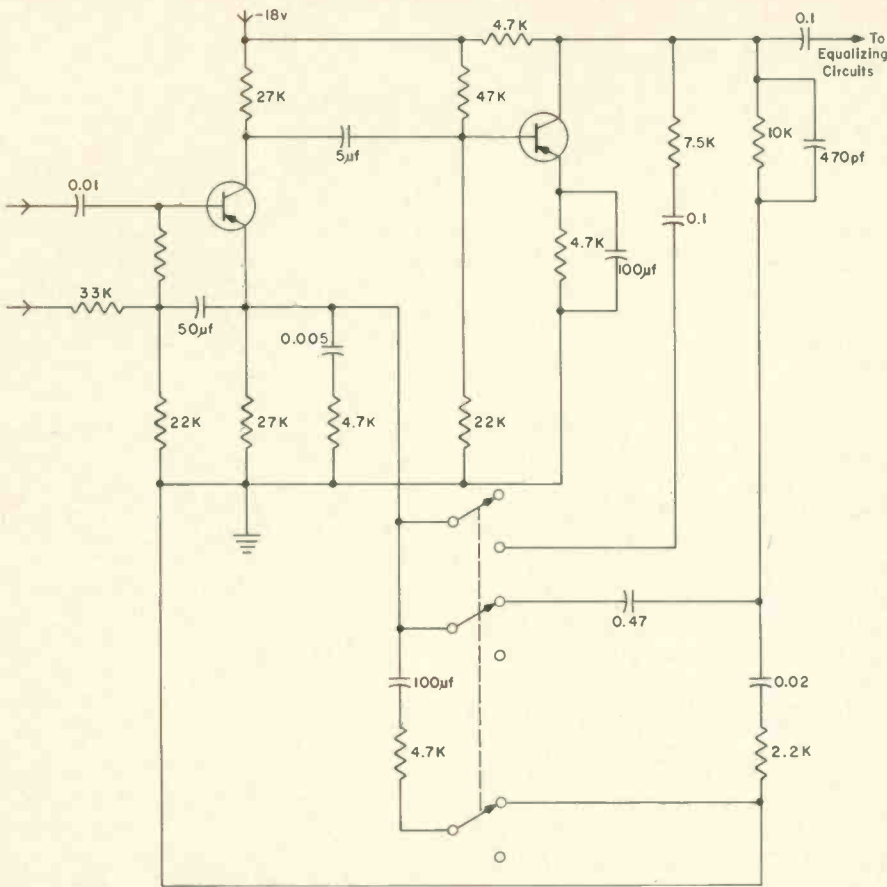 -18v
4.7K
0.1
To
Equalizing
Circuits
27K
47K
5µf
7.5K
10K
470pf
0.01
0.1
4.7K
100µf
33K
50µf
0.005
22K
27K
4.7K
22K
0.47
100µf
0.02
4.7K
2.2K